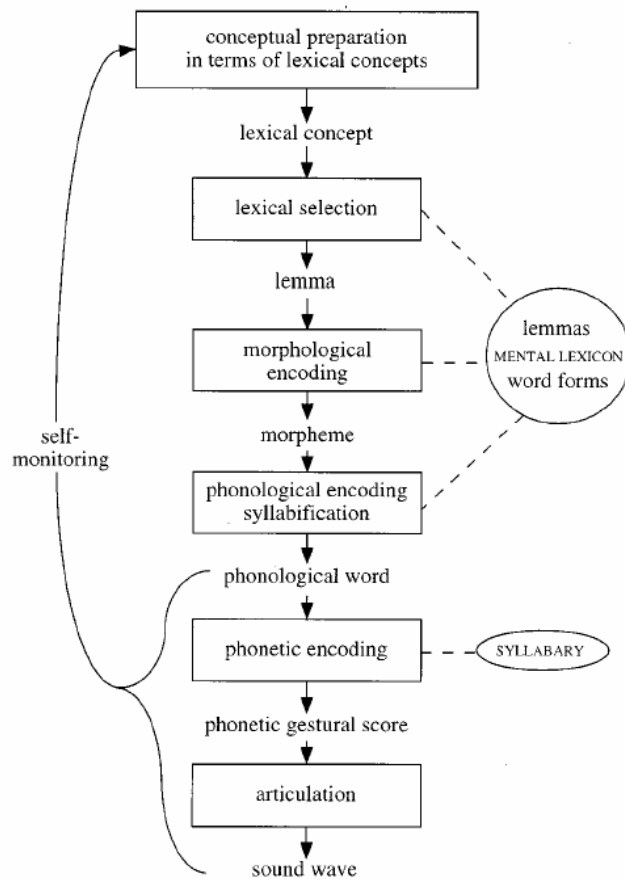 conceptual preparation
in terms of lexical concepts
lexical concept
lexical selection
lemma
lemmas
MENTAL LEXICON
word forms
morphological
encoding
morpheme
self-
monitoring
phonological encoding
syllabification
phonological word
phonetic encoding
SYLLABARY
phonetic gestural score
articulation
sound wave